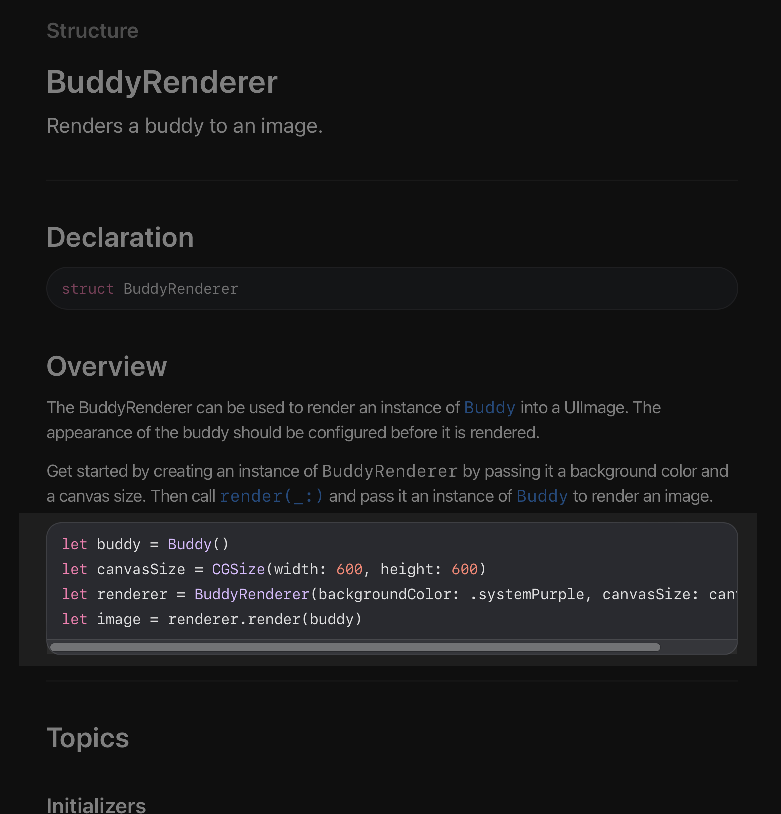 Structure
BuddyRenderer
Renders a buddy to an image.
Declaration
struct BuddyRenderer
Overview
The BuddyRenderer can be used to render an instance of Buddy into a UIImage. The
appearance of the buddy should be configured before it is rendered.
Get started by creating an instance of BuddyRenderer by passing it a background color and
a canvas size. Then call render(_:) and pass it an instance of Buddy to render an image.
let buddy = Buddy()
let canvasSize = CGSize(width: 600, height: 600)
let renderer = BuddyRenderer(backgroundColor: .systemPurple, canvasSize: can
let image = renderer.render(buddy)
Topics
Initializers